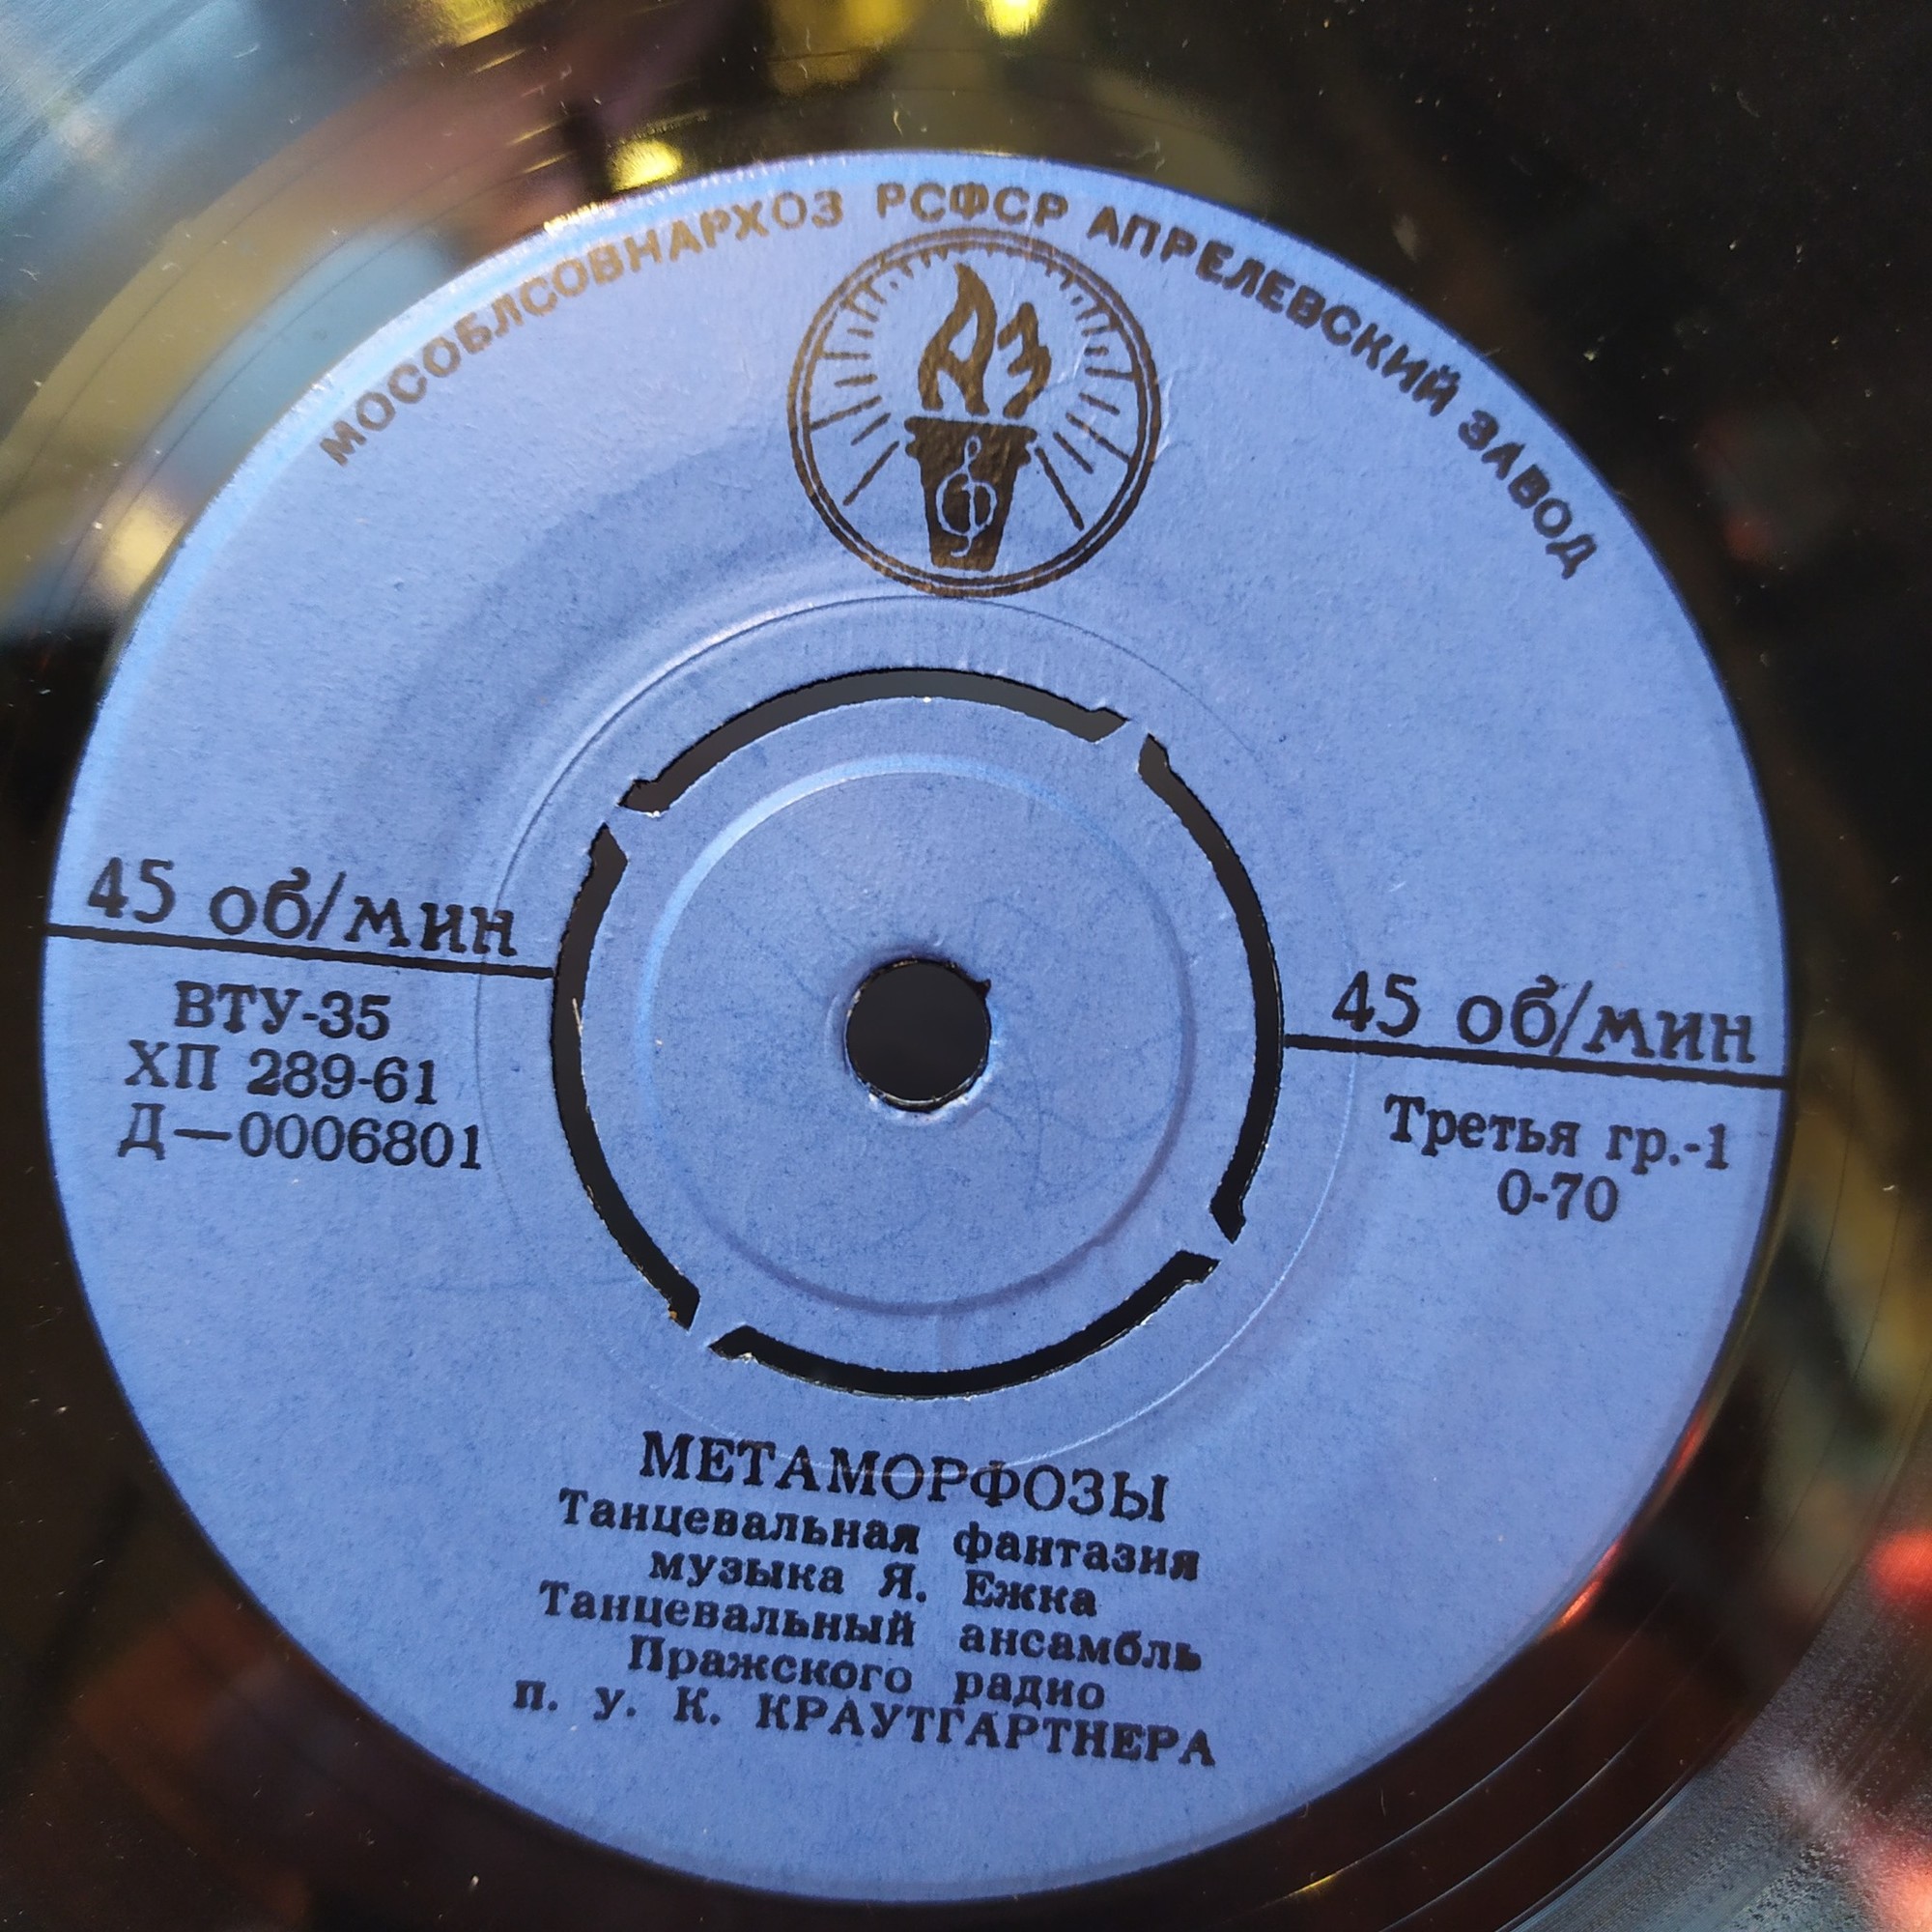 МОСОБЛСОВНАРХОЗ РСФСР АПРЕЛЕВСКИЙ ЗАВОД
АЗ
45 об/мин
ВТУ-35
ХП 289-61
Д—0006801
45 об/мин
Третья гр.-1
0-70
МЕТАМОРФОЗЫ
Танцевальная фантазия
музыка Я. Ежка
Танцевальный ансамбль
Пражского радио
п. у. К. КРАУТГАРТНЕРА